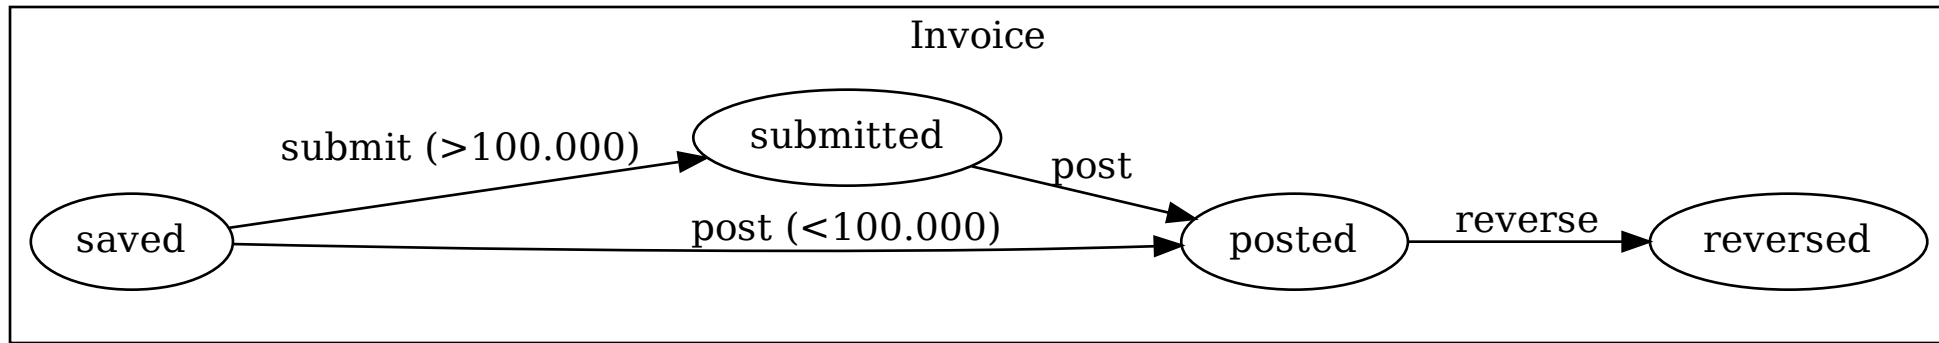 Invoice
submitted
submit (>100.000)
post
post (<100.000)
reverse
saved
posted
reversed